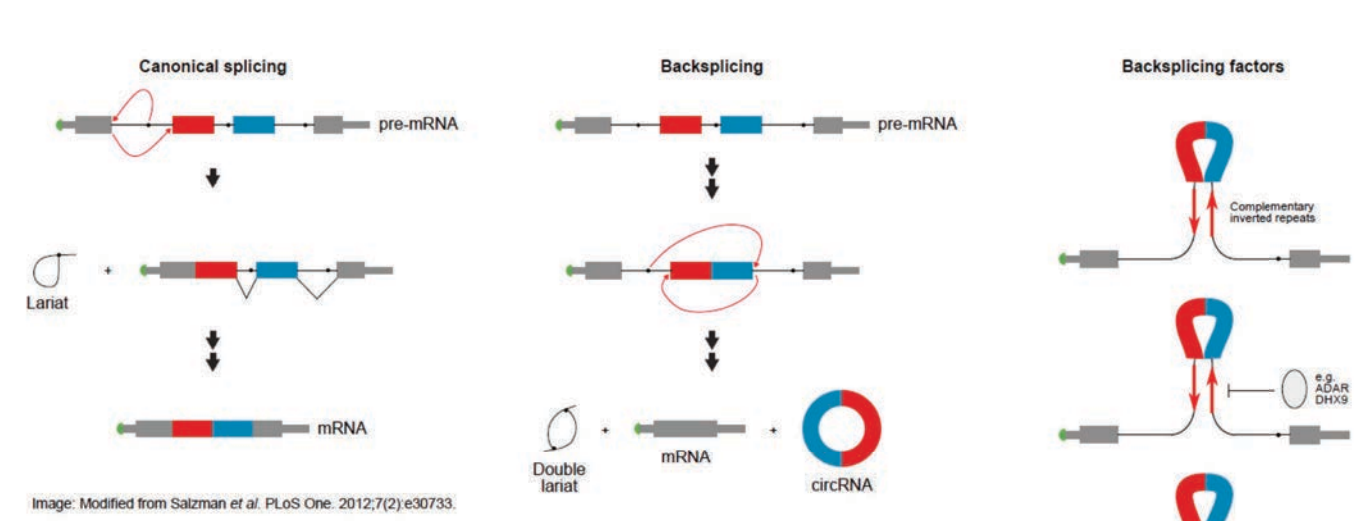 Canonical splicing
pre-mRNA
Lariat
+
mRNA
Image: Modified from Salzman et al. PLoS One. 2012;7(2):e30733.
Backsplicing
pre-mRNA
Double
lariat
+
mRNA
+
circRNA
Backsplicing factors
Complementary
inverted repeats
e.g.
ADAR
DHX9